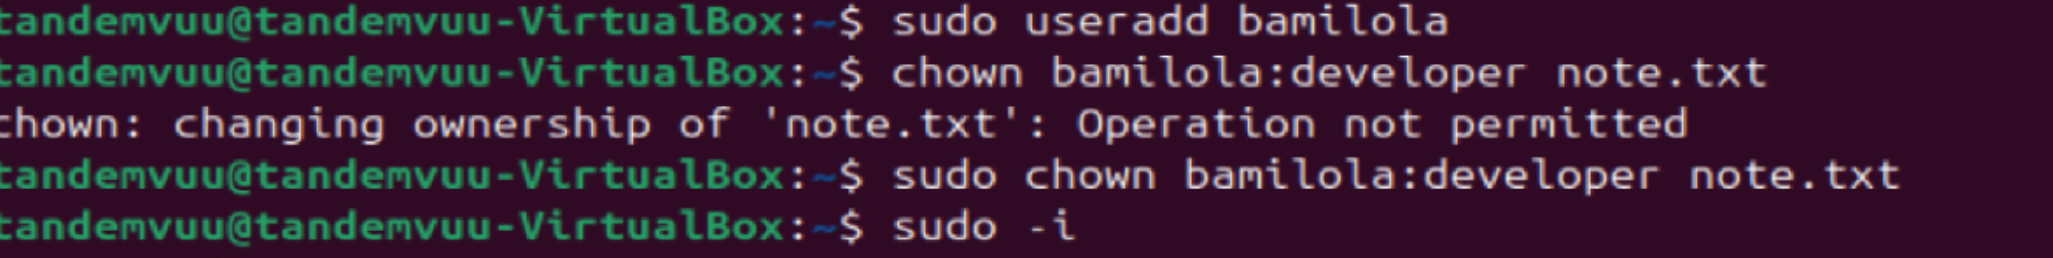 tandemvuu@tandemvuu-VirtualBox:~$ sudo useradd bamilola
tandemvuu@tandemvuu-VirtualBox:~$ chown bamilola:developer note.txt
chown: changing ownership of 'note.txt': Operation not permitted
tandemvuu@tandemvuu-VirtualBox:~$ sudo chown bamilola:developer note.txt
tandemvuu@tandemvuu-VirtualBox:~$ sudo -i